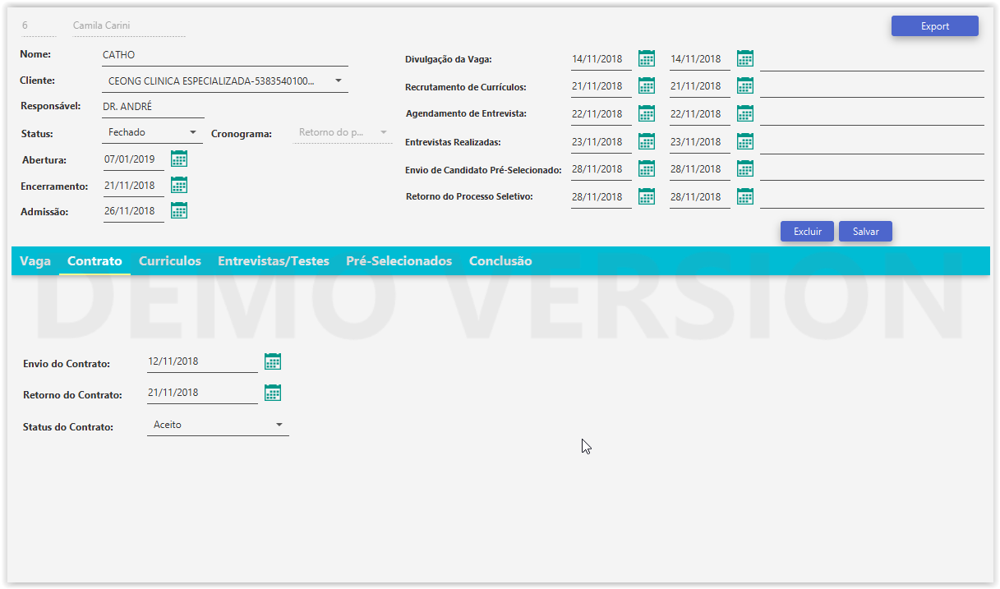 6 Camila Carini
Export
Nome: CATHO
Cliente: CEONG CLINICA ESPECIALIZADA-5383540100...
Responsável: DR. ANDRÉ
Status: Fechado Cronograma: Retorno do p...
Abertura: 07/01/2019
Encerramento: 21/11/2018
Admissão: 26/11/2018
Divulgação da Vaga: 14/11/2018 14/11/2018
Recrutamento de Currículos: 21/11/2018 21/11/2018
Agendamento de Entrevista: 22/11/2018 22/11/2018
Entrevistas Realizadas: 23/11/2018 23/11/2018
Envio de Candidato Pré-Selecionado: 28/11/2018 28/11/2018
Retorno do Processo Seletivo: 28/11/2018 28/11/2018
Excluir Salvar
Vaga Contrato Curriculos Entrevistas/Testes Pré-Selecionados Conclusão
DEMO VERSION
Envio do Contrato: 12/11/2018
Retorno do Contrato: 21/11/2018
Status do Contrato: Aceito